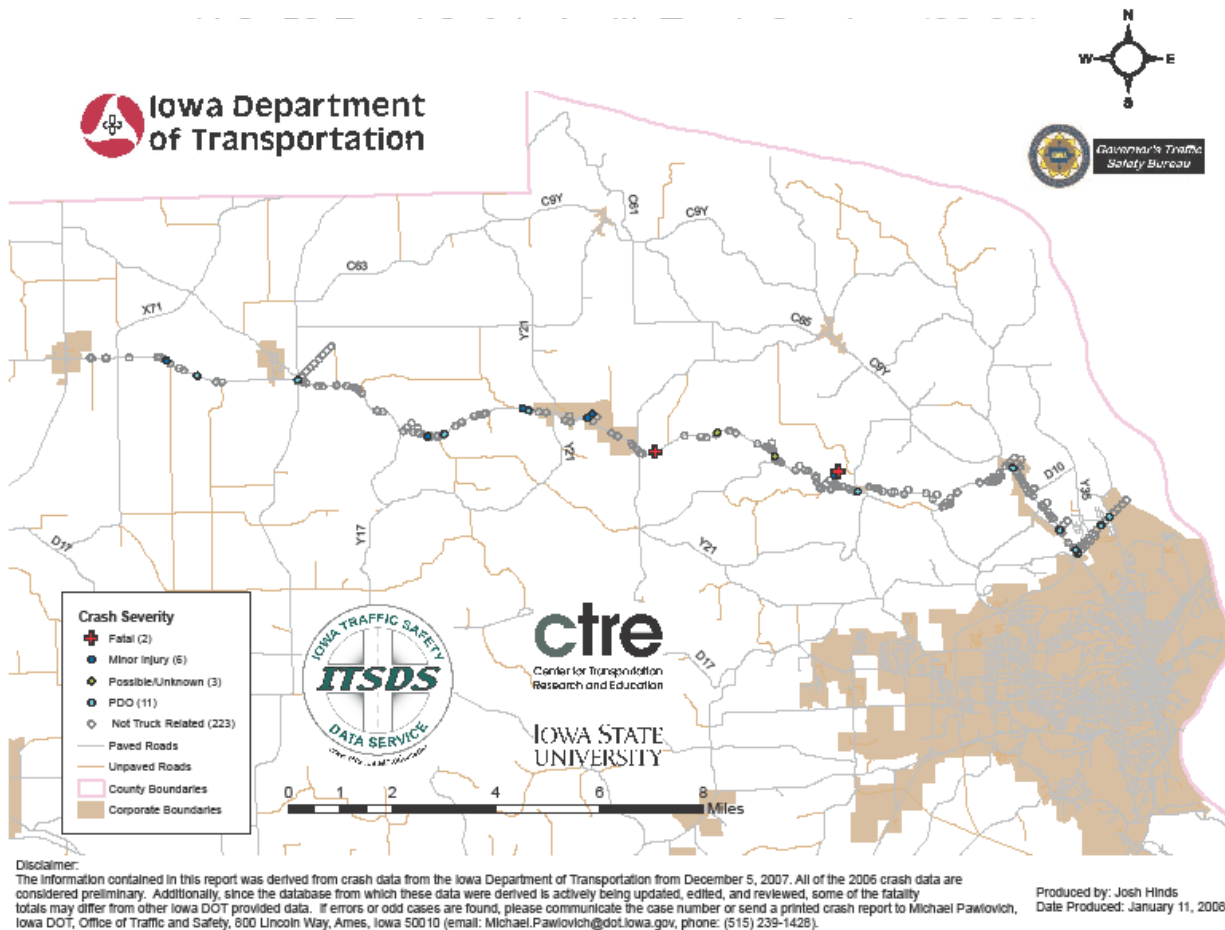 N
W
E
S
Iowa Department
of Transportation
Governor's Traffic
Safety Bureau
C9Y
C61
C9Y
C63
X71
Y21
C65
C9Y
Y21
D10
Y95
Y17
Y21
D17
D17
Crash Severity
Fatal (2)
Minor Injury (6)
Possible/Unknown (3)
PDO (11)
Not Truck Related (223)
Paved Roads
Unpaved Roads
County Boundaries
Corporate Boundaries
IOWA TRAFFIC SAFETY
ITSDS
DATA SERVICE
ctre
Center for Transportation
Research and Education
IOWA STATE
UNIVERSITY
0 1 2 4 6 8
Miles
Disclaimer:
The information contained in this report was derived from crash data from the Iowa Department of Transportation from December 5, 2007. All of the 2006 crash data are
considered preliminary. Additionally, since the database from which these data were derived is actively being updated, edited, and reviewed, some of the fatality
totals may differ from other Iowa DOT provided data. If errors or odd cases are found, please communicate the case number or send a printed crash report to Michael Pawlovich,
Iowa DOT, Office of Traffic and Safety, 800 Lincoln Way, Ames, Iowa 50010 (email: Michael.Pawlovich@dot.iowa.gov, phone: (515) 239-1428).
Produced by: Josh Hinds
Date Produced: January 11, 2008